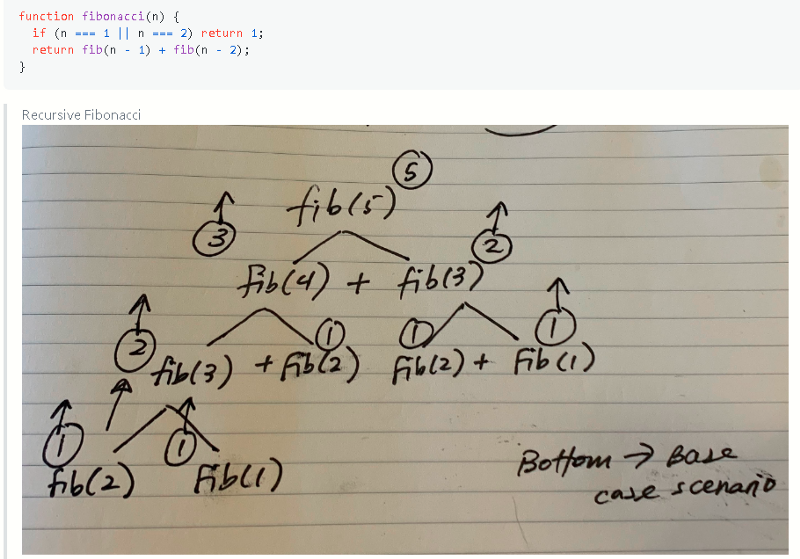 function fibonacci(n) {
if (n === 1 || n === 2) return 1;
return fib(n - 1) + fib(n - 2);
}
Recursive Fibonacci
5
fib(5)
3 2
fib(4) + fib(3)
2 1 1 1
fib(3) + fib(2) fib(2) + fib(1)
1 1
fib(2) fib(1)
Bottom → Base
case scenario